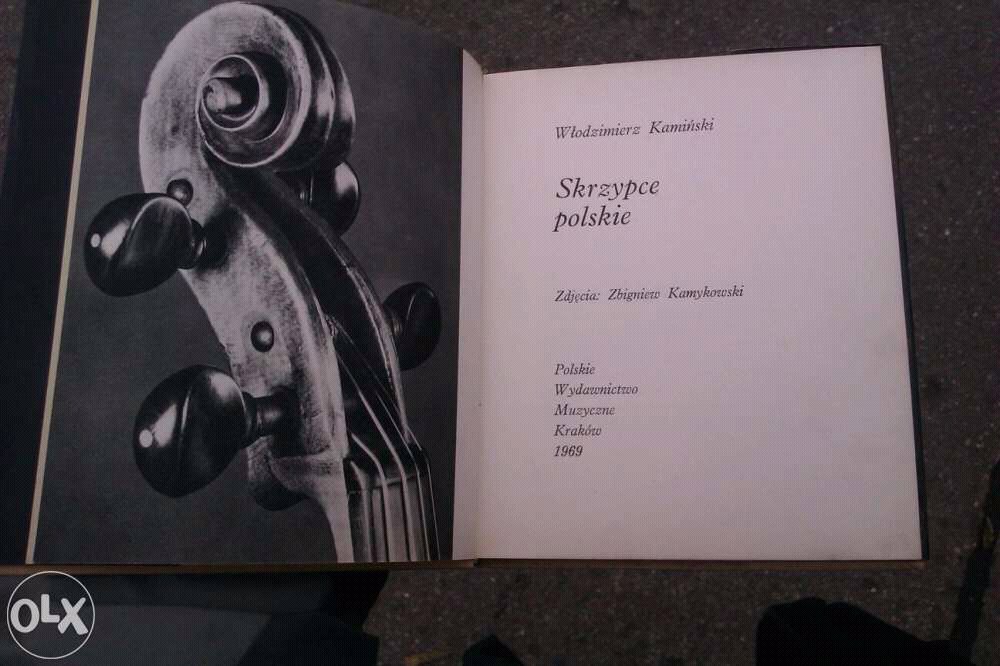 Włodzimierz Kamiński
Skrzypce
polskie
Zdjęcia: Zbigniew Kamykowski
Polskie
Wydawnictwo
Muzyczne
Kraków
1969
OLX